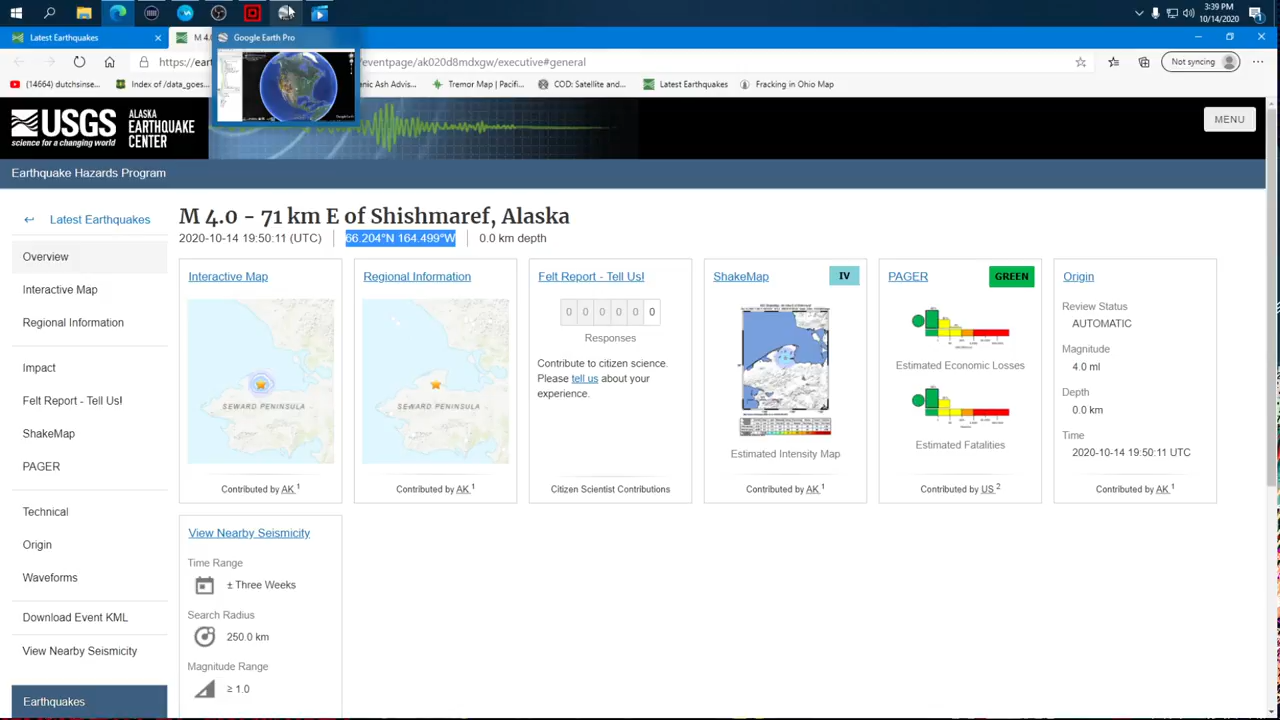 3:39 PM
10/14/2020
Latest Earthquakes
M 4.0
Google Earth Pro
https://ear
eventpage/ak020d8mdxgw/executive#general
Not syncing
(14664) dutchsinse...
Index of /data_goes...
nic Ash Advis...
Tremor Map | Pacifi...
COD: Satellite and...
Latest Earthquakes
Fracking in Ohio Map
USGS
science for a changing world
ALASKA
EARTHQUAKE
CENTER
MENU
Earthquake Hazards Program
Latest Earthquakes
Overview
Interactive Map
Regional Information
Impact
Felt Report - Tell Us!
ShakeMap
PAGER
Technical
Origin
Waveforms
Download Event KML
View Nearby Seismicity
Earthquakes
M 4.0 - 71 km E of Shishmaref, Alaska
2020-10-14 19:50:11 (UTC)
66.204°N 164.499°W
0.0 km depth
Interactive Map
SEWARD PENINSULA
Contributed by AK 1
Regional Information
SEWARD PENINSULA
Contributed by AK 1
Felt Report - Tell Us!
0 0 0 0 0 0
Responses
Contribute to citizen science.
Please tell us about your
experience.
Citizen Scientist Contributions
ShakeMap
IV
Estimated Intensity Map
Contributed by AK 1
PAGER
GREEN
Estimated Economic Losses
Estimated Fatalities
Contributed by US 2
Origin
Review Status
AUTOMATIC
Magnitude
4.0 ml
Depth
0.0 km
Time
2020-10-14 19:50:11 UTC
Contributed by AK 1
View Nearby Seismicity
Time Range
± Three Weeks
Search Radius
250.0 km
Magnitude Range
≥ 1.0